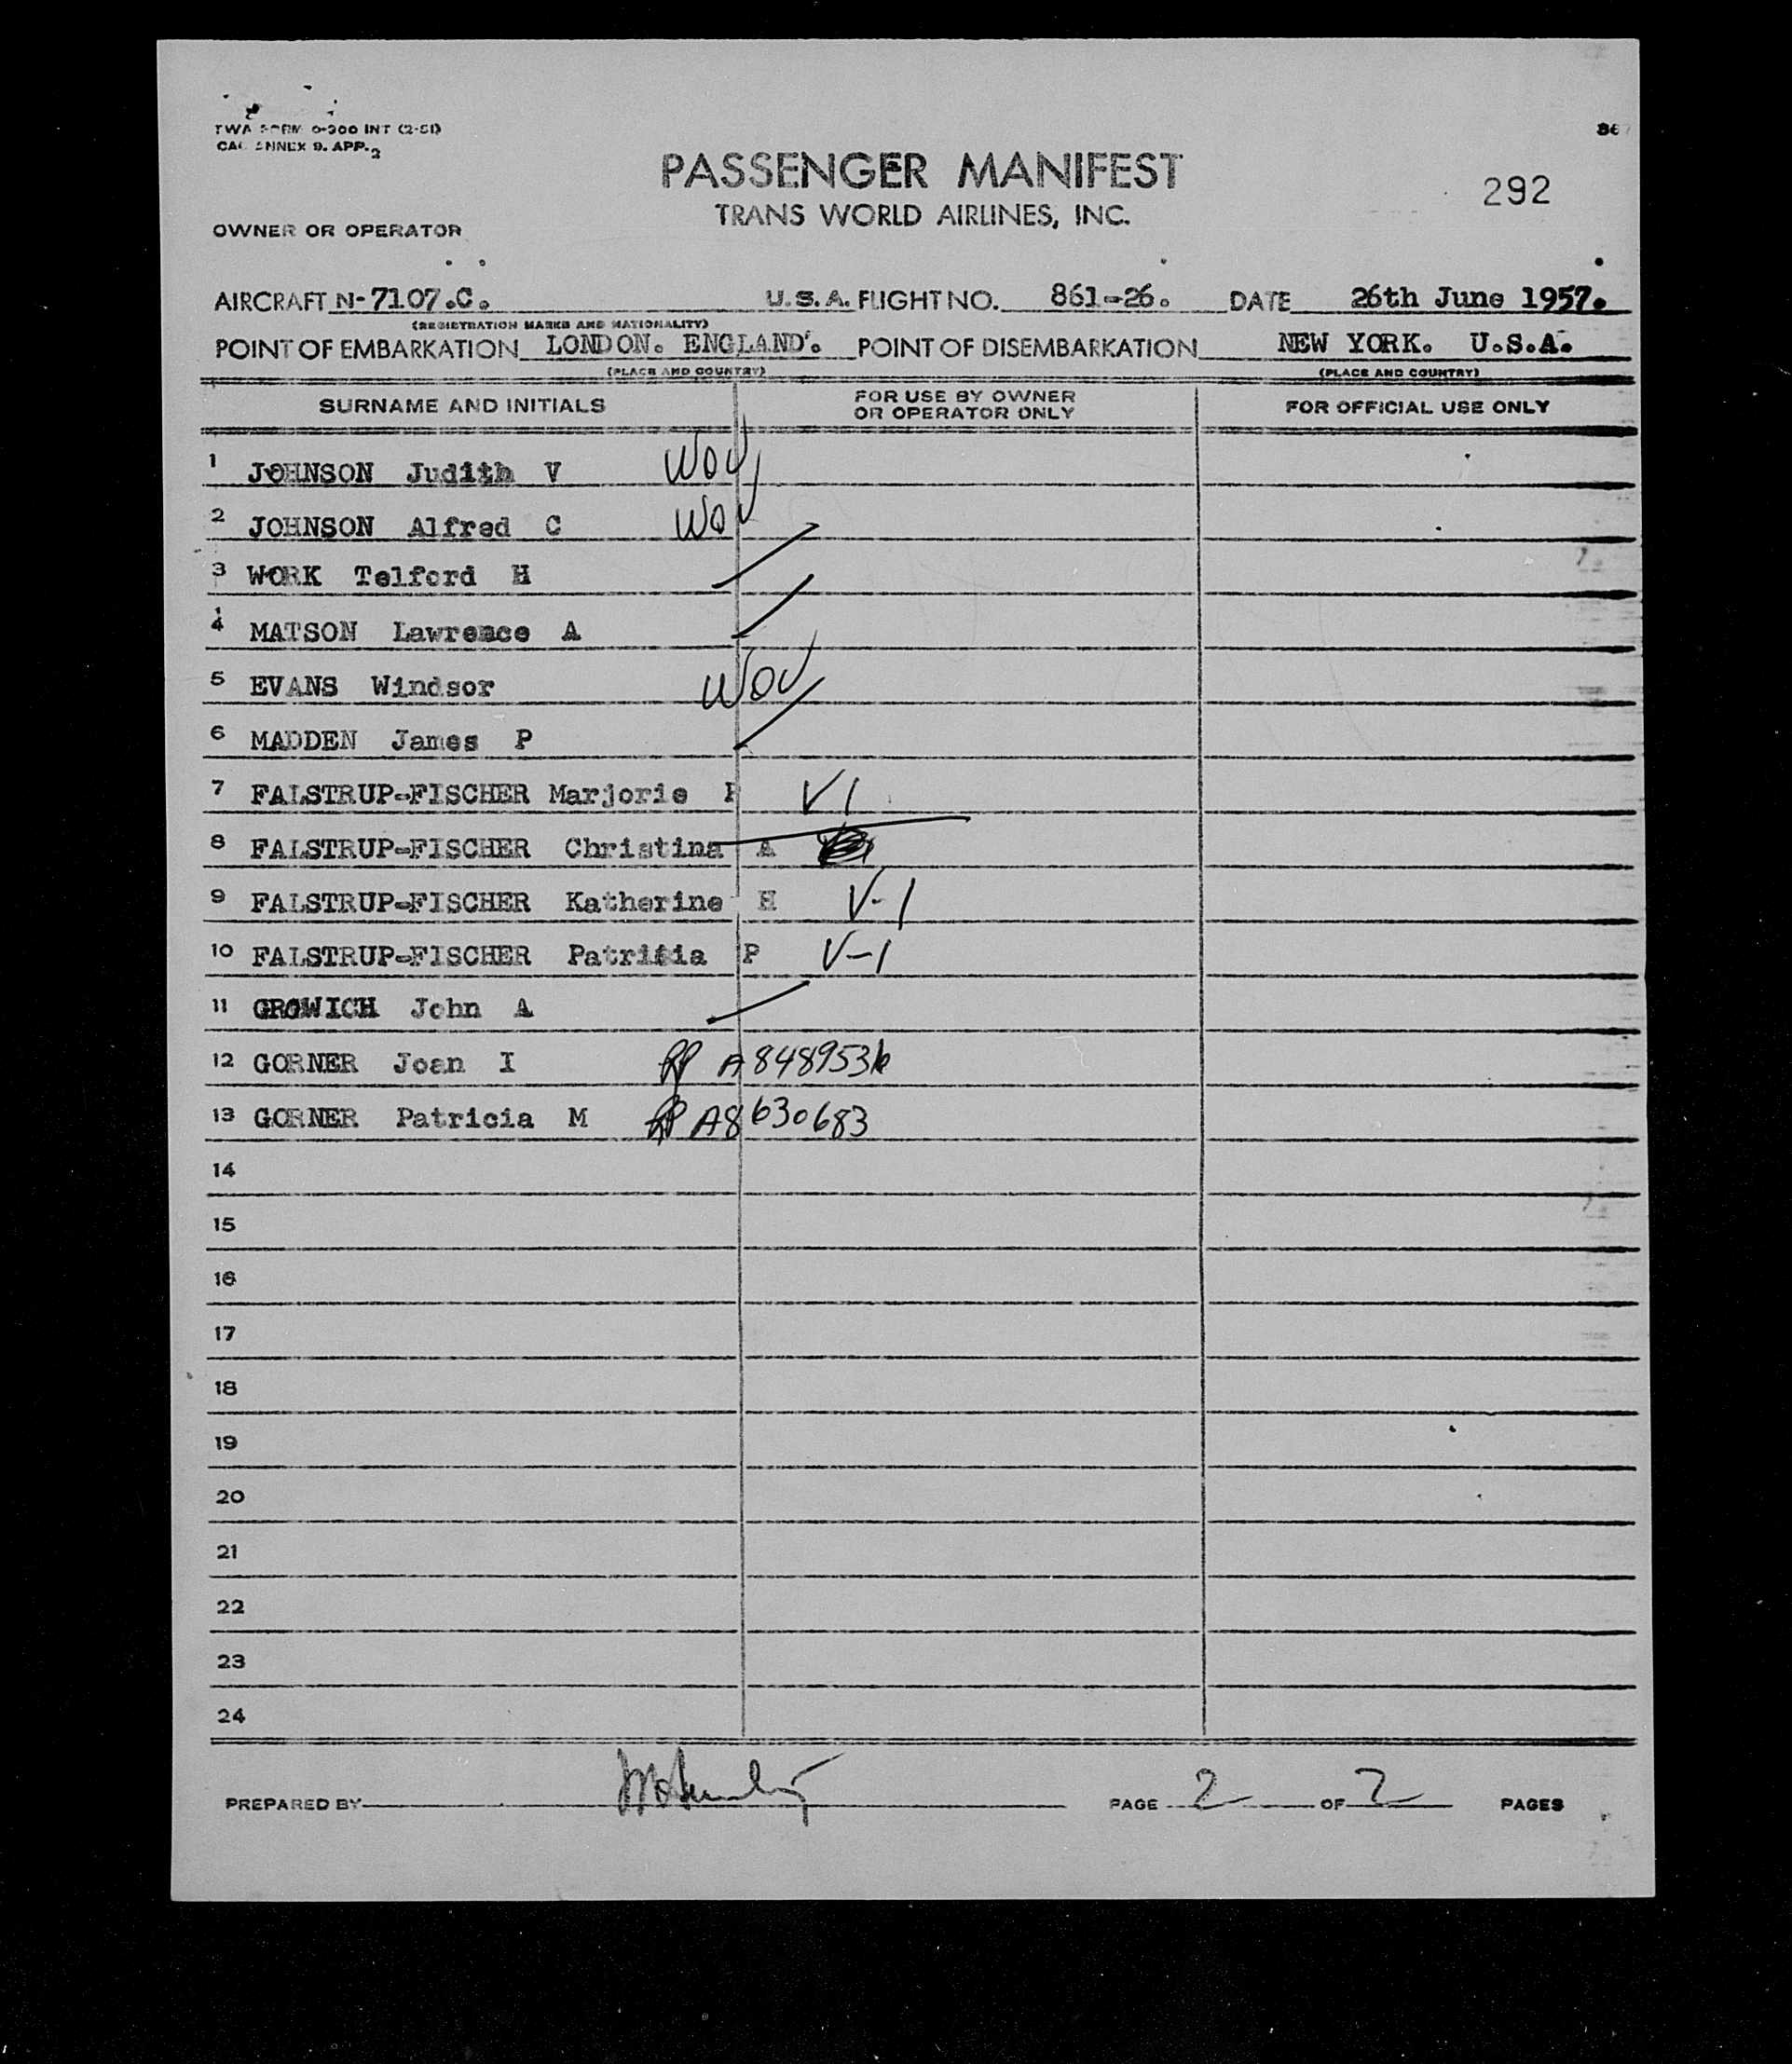 TWA FORM 0-300 INT (2-51)
CAO ANNEX 9. APP. 2
PASSENGER MANIFEST
292
TRANS WORLD AIRLINES, INC.
OWNER OR OPERATOR
AIRCRAFT N-7107.C. U.S.A. FLIGHT NO. 861-26. DATE 26th June 1957.
(REGISTRATION MARKS AND NATIONALITY)
POINT OF EMBARKATION LONDON. ENGLAND. POINT OF DISEMBARKATION NEW YORK. U.S.A.
(PLACE AND COUNTRY) (PLACE AND COUNTRY)
SURNAME AND INITIALS FOR USE BY OWNER OR OPERATOR ONLY FOR OFFICIAL USE ONLY
1 JOHNSON Judith V
2 JOHNSON Alfred C
3 WORK Telford H
4 MATSON Lawrence A
5 EVANS Windsor
6 MADDEN James P
7 FALSTRUP-FISCHER Marjorie V1
8 FALSTRUP-FISCHER Christina A
9 FALSTRUP-FISCHER Katherine H V-1
10 FALSTRUP-FISCHER Patricia P V-1
11 GROWICH John A
12 GORNER Joan I
13 GORNER Patricia M A8630683
14
15
16
17
18
19
20
21
22
23
24
PREPARED BY PAGE 2 OF 2 PAGES